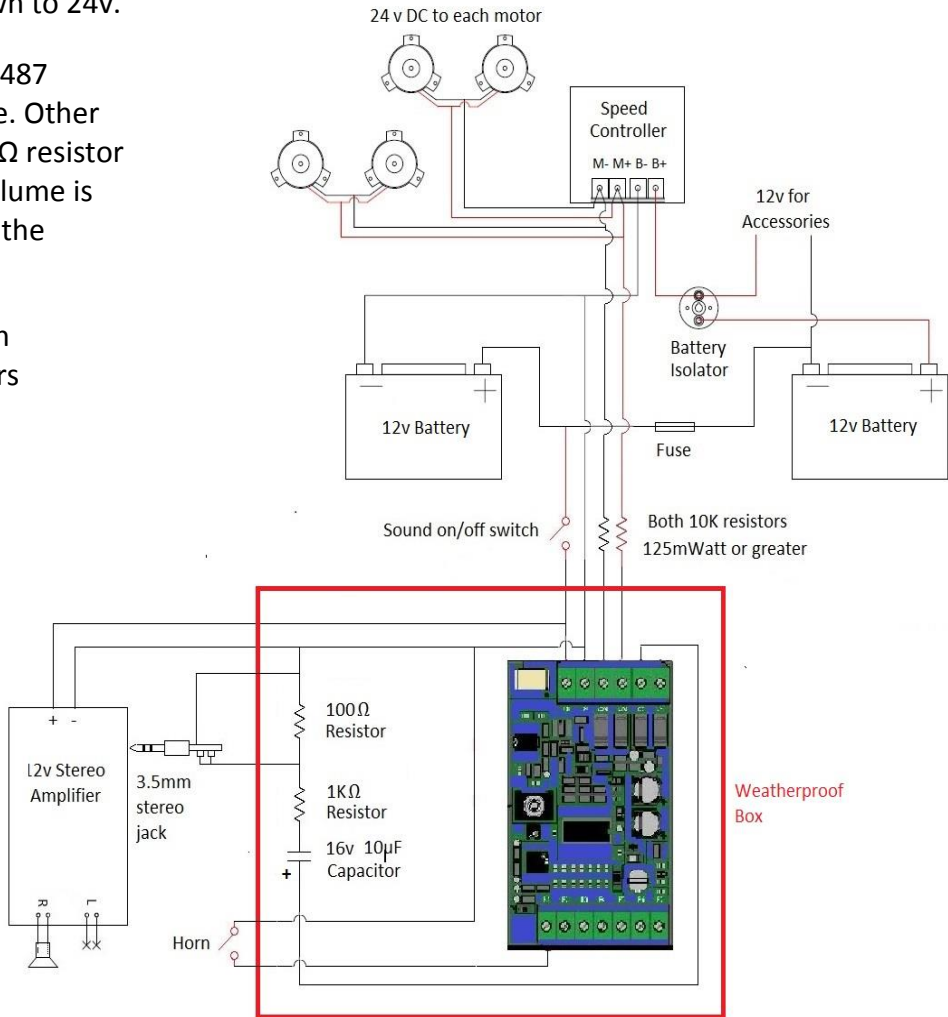 vn to 24v.
487
e. Other
Ω resistor
lume is
the
n
rs
24 v DC to each motor
Speed
Controller
M- M+ B- B+
12v for
Accessories
Battery
Isolator
12v Battery
12v Battery
Fuse
Sound on/off switch
Both 10K resistors
125mWatt or greater
100Ω
Resistor
1KΩ
Resistor
16v 10µF
Capacitor
+
+ -
12v Stereo
Amplifier
3.5mm
stereo
jack
R L
Horn
Weatherproof
Box